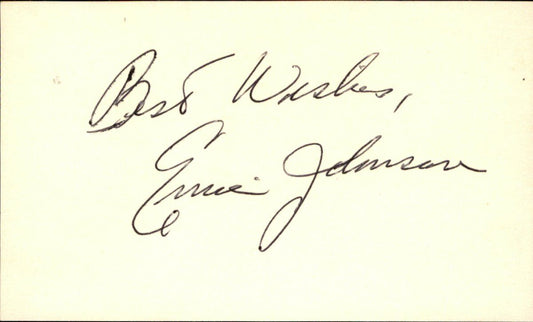 Best Wishes,
Ernie Johnson